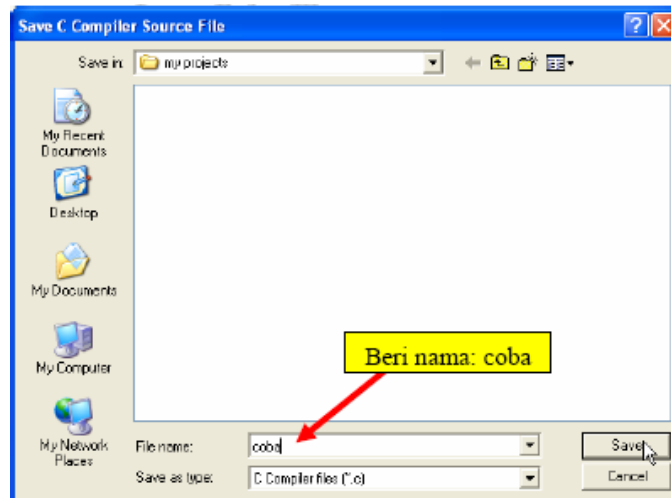 Save C Compiler Source File
Save in:
my projects
My Recent
Documents
Desktop
My Documents
My Computer
My Network
Places
Beri nama: coba
File name:
coba
Save
Save as type:
C Compiler files (*.c)
Cancel